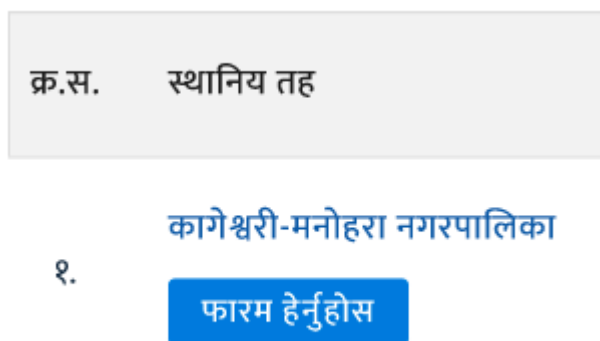 क्र.स. स्थानिय तह
कागेश्वरी-मनोहरा नगरपालिका
१.
फारम हेर्नुहोस